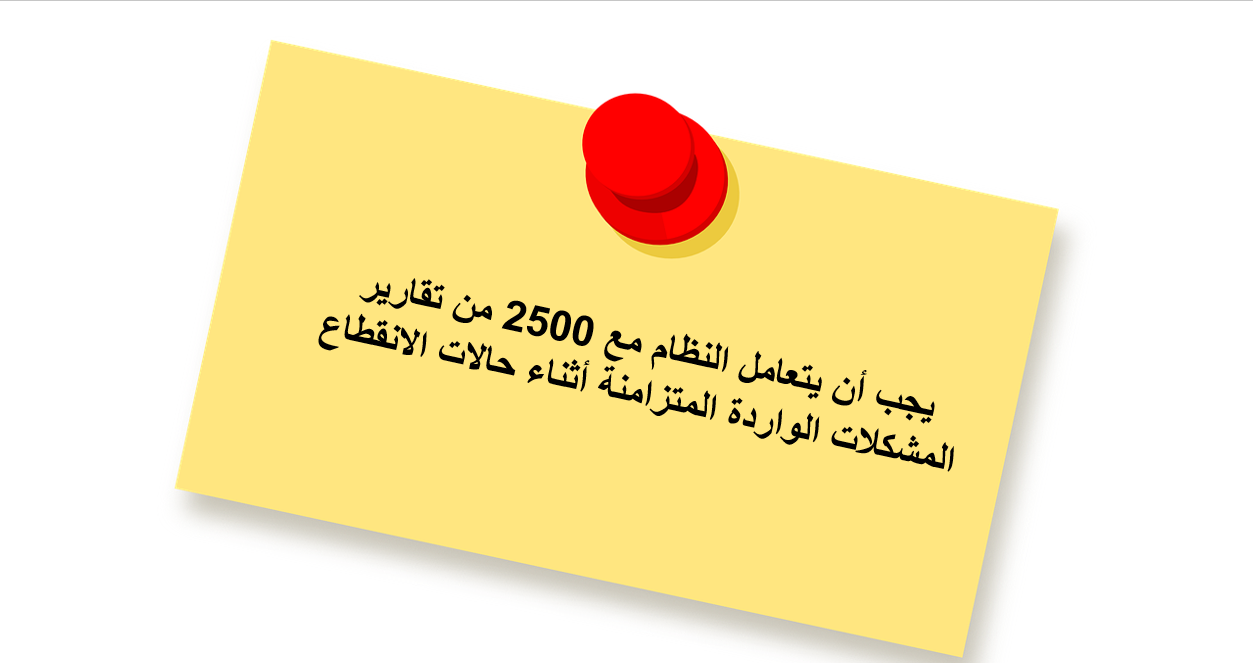 يجب أن يتعامل النظام مع 2500 من تقارير
المشكلات الواردة المتزامنة أثناء حالات الانقطاع